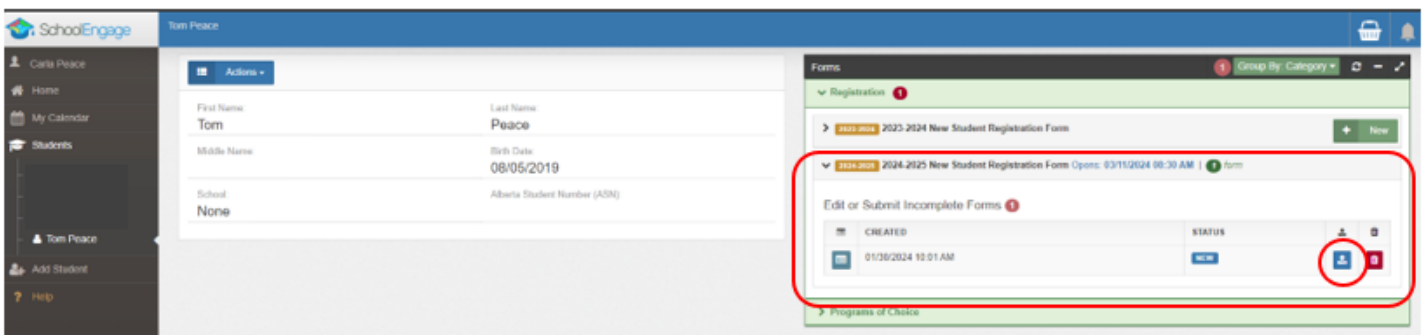 SchoolEngage
Tom Peace
Carla Peace
Home
My Calendar
Students
Tom Peace
Add Student
? Help
Actions
First Name:
Tom
Last Name:
Peace
Middle Name:
Birth Date:
08/05/2019
School:
None
Alberta Student Number (ASN)
Forms
1
Group By: Category
Registration 1
2023-2024 2023-2024 New Student Registration Form
+ New
2024-2025 2024-2025 New Student Registration Form Opens: 03/11/2024 08:30 AM | 1 form
Edit or Submit Incomplete Forms 1
CREATED STATUS
01/30/2024 10:01 AM NEW
Programs of Choice